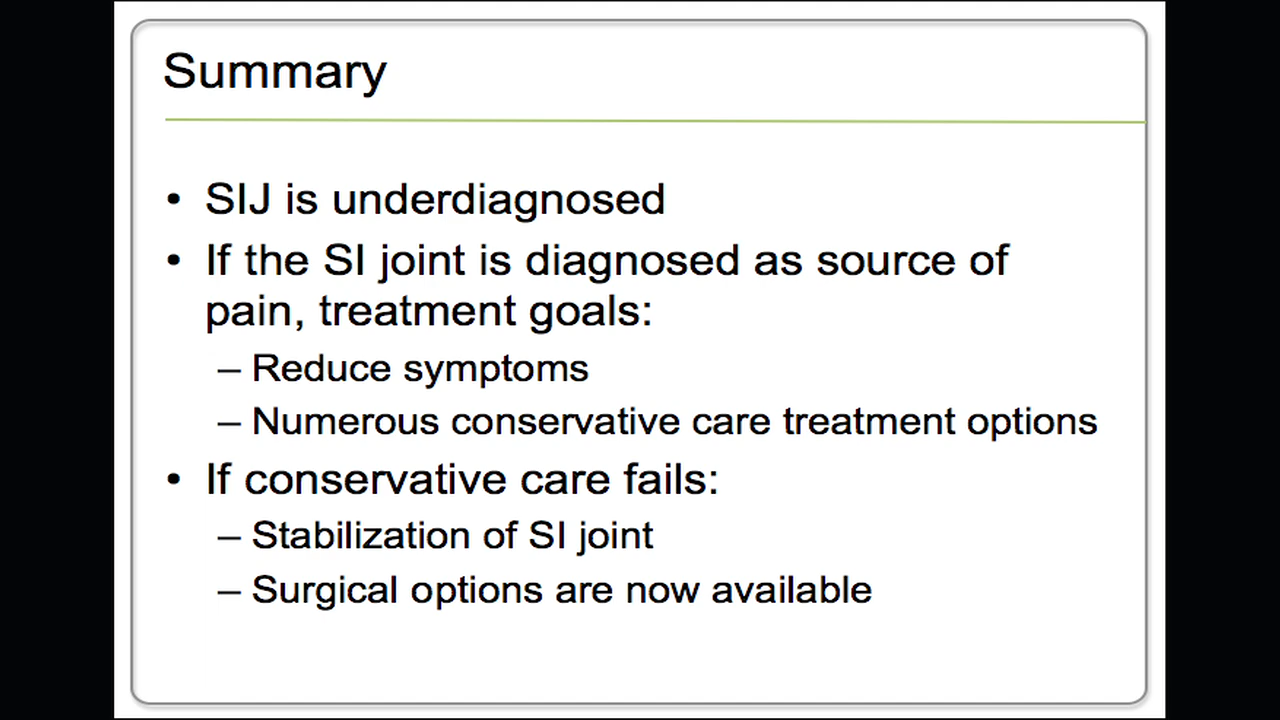 Summary
• SIJ is underdiagnosed
• If the SI joint is diagnosed as source of
pain, treatment goals:
– Reduce symptoms
– Numerous conservative care treatment options
• If conservative care fails:
– Stabilization of SI joint
– Surgical options are now available